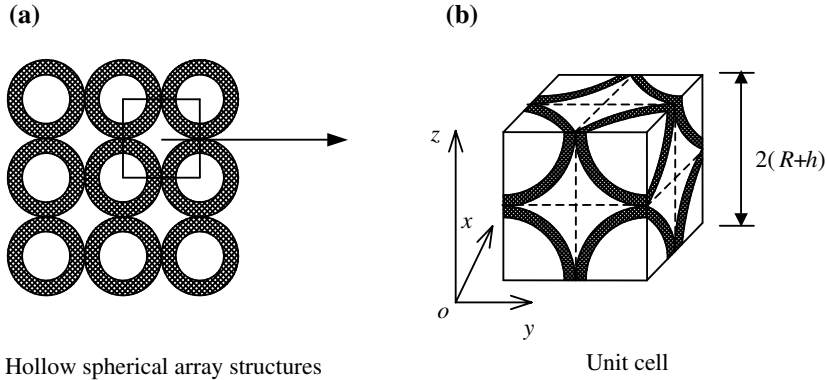 (a)
Hollow spherical array structures
(b)
2(R+h)
z
x
o
y
Unit cell